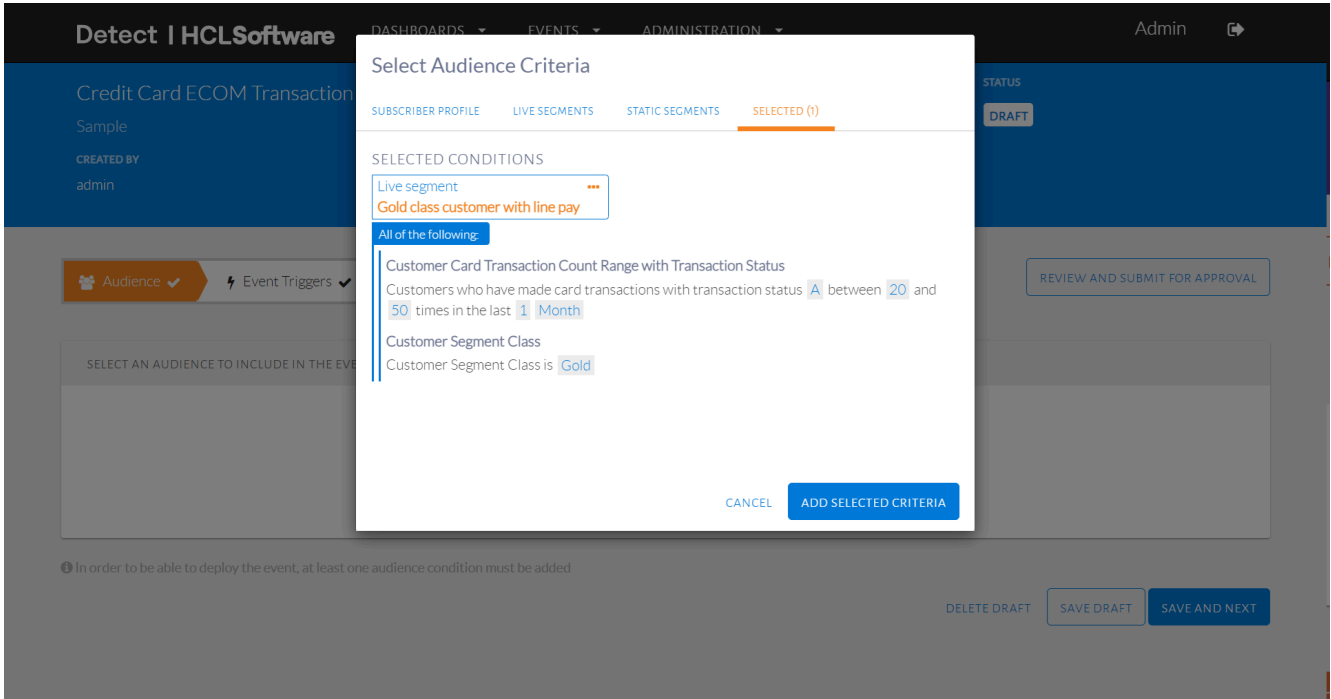 Detect | HCLSoftware
DASHBOARDS EVENTS ADMINISTRATION
Admin
Credit Card ECOM Transaction
Sample
CREATED BY
admin
STATUS
DRAFT
Audience
Event Triggers
REVIEW AND SUBMIT FOR APPROVAL
SELECT AN AUDIENCE TO INCLUDE IN THE EVE
Select Audience Criteria
SUBSCRIBER PROFILE LIVE SEGMENTS STATIC SEGMENTS SELECTED (1)
SELECTED CONDITIONS
Live segment
Gold class customer with line pay
All of the following:
Customer Card Transaction Count Range with Transaction Status
Customers who have made card transactions with transaction status A between 20 and
50 times in the last 1 Month
Customer Segment Class
Customer Segment Class is Gold
CANCEL ADD SELECTED CRITERIA
In order to be able to deploy the event, at least one audience condition must be added
DELETE DRAFT SAVE DRAFT SAVE AND NEXT